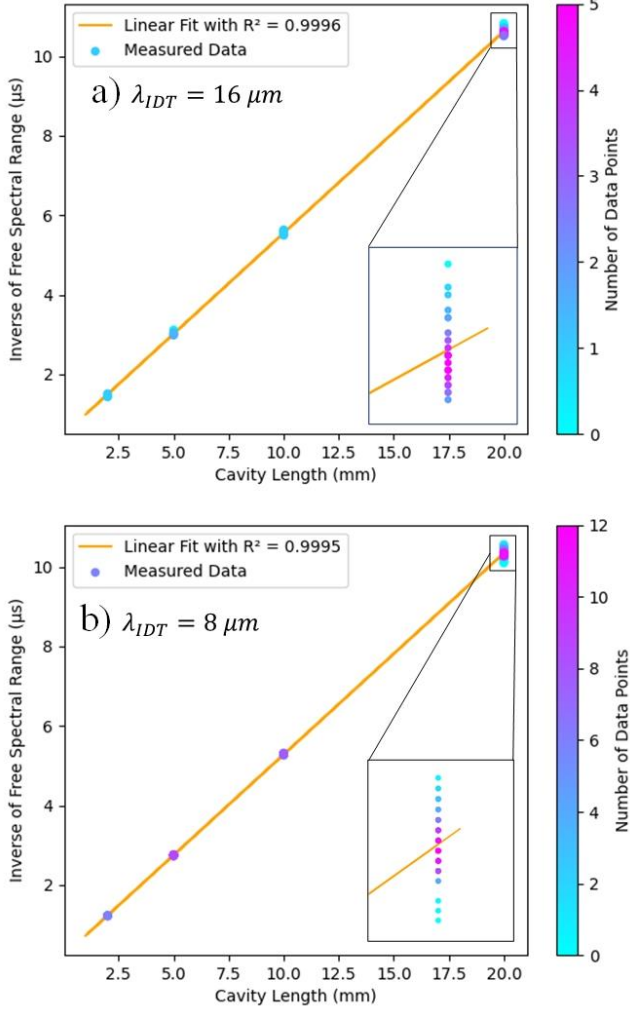 Linear Fit with R² = 0.9996
Measured Data
a) λIDT = 16 μm
10
8
6
4
2
Inverse of Free Spectral Range (μs)
2.5 5.0 7.5 10.0 12.5 15.0 17.5 20.0
Cavity Length (mm)
5
4
3
2
1
0
Number of Data Points
Linear Fit with R² = 0.9995
Measured Data
b) λIDT = 8 μm
10
8
6
4
2
Inverse of Free Spectral Range (μs)
2.5 5.0 7.5 10.0 12.5 15.0 17.5 20.0
Cavity Length (mm)
12
10
8
6
4
2
0
Number of Data Points